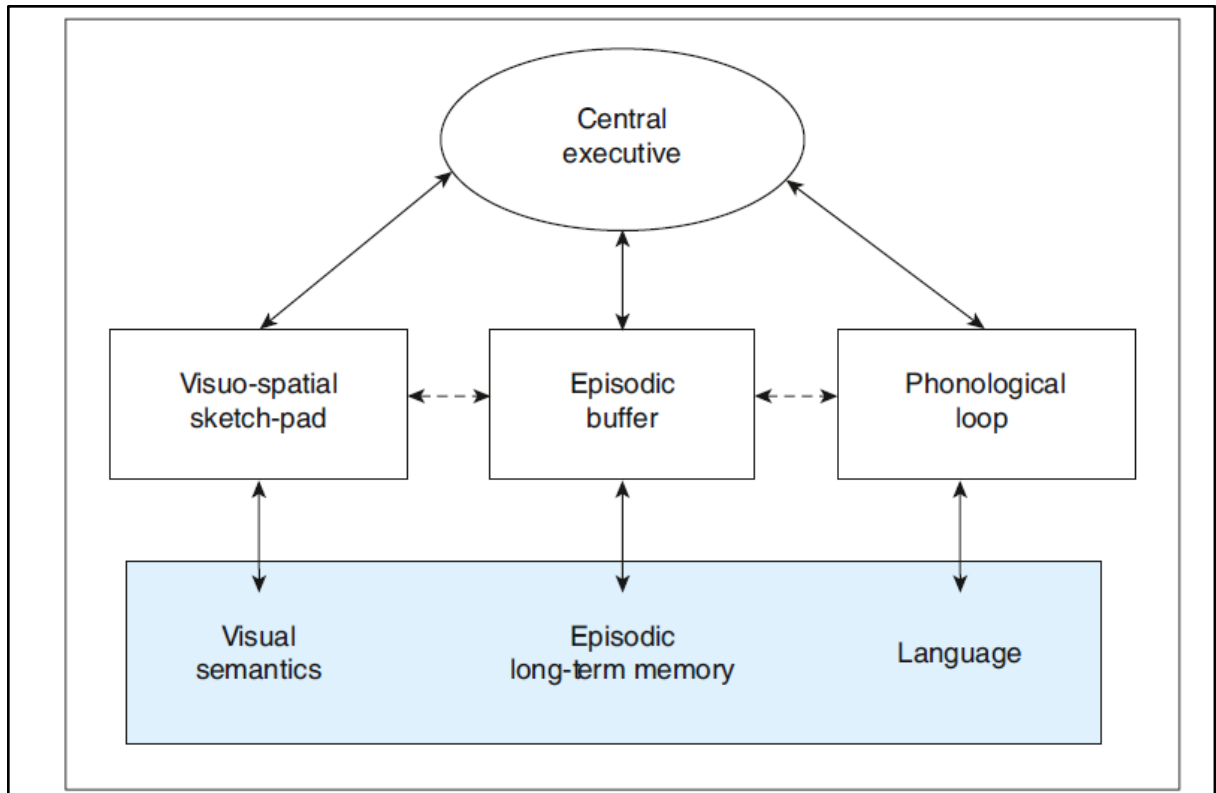 Central
executive
Visuo-spatial
sketch-pad
Episodic
buffer
Phonological
loop
Visual
semantics
Episodic
long-term memory
Language